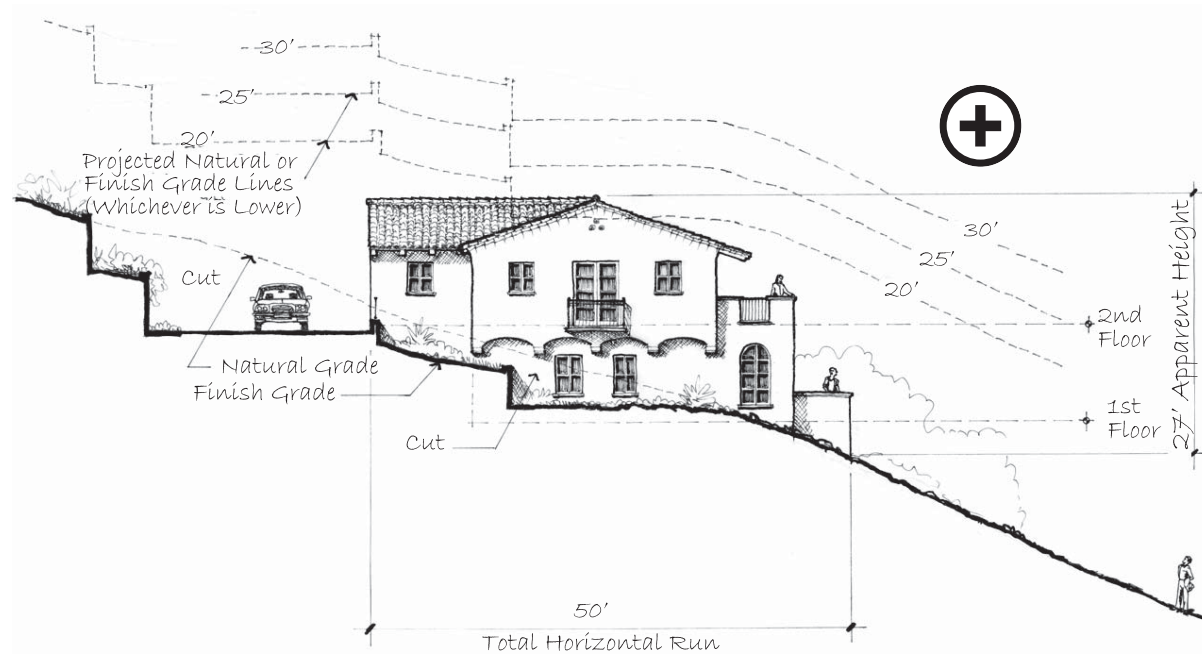 30'
25'
20'
Projected Natural or
Finish Grade Lines
(Whichever is Lower)
Cut
Natural Grade
Finish Grade
Cut
30'
25'
20'
2nd
Floor
1st
Floor
27' Apparent Height
50'
Total Horizontal Run